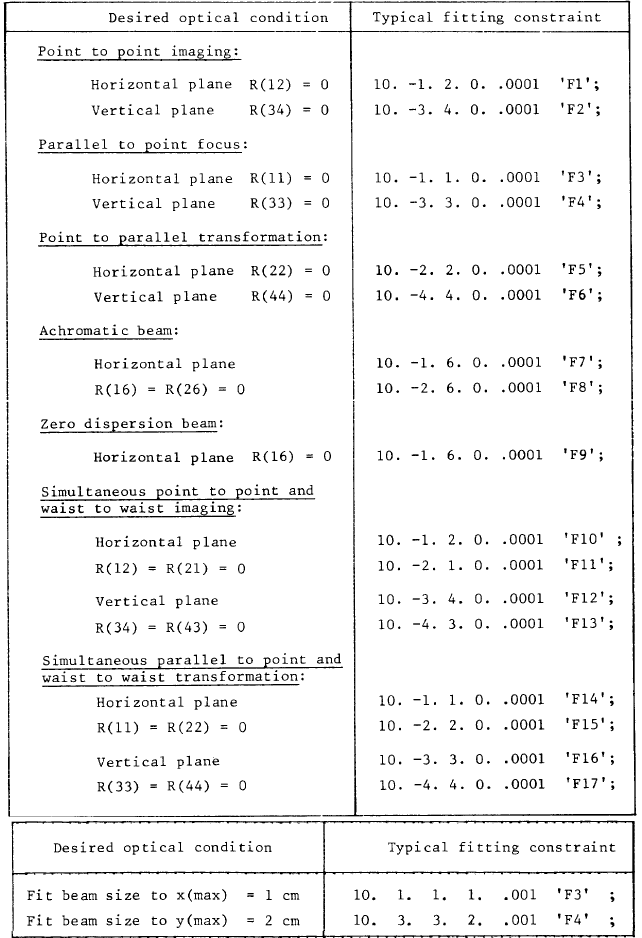 Desired optical condition Typical fitting constraint
Point to point imaging:
Horizontal plane R(12) = 0 10. -1. 2. 0. .0001 'F1';
Vertical plane R(34) = 0 10. -3. 4. 0. .0001 'F2';
Parallel to point focus:
Horizontal plane R(11) = 0 10. -1. 1. 0. .0001 'F3';
Vertical plane R(33) = 0 10. -3. 3. 0. .0001 'F4';
Point to parallel transformation:
Horizontal plane R(22) = 0 10. -2. 2. 0. .0001 'F5';
Vertical plane R(44) = 0 10. -4. 4. 0. .0001 'F6';
Achromatic beam:
Horizontal plane 10. -1. 6. 0. .0001 'F7';
R(16) = R(26) = 0 10. -2. 6. 0. .0001 'F8';
Zero dispersion beam:
Horizontal plane R(16) = 0 10. -1. 6. 0. .0001 'F9';
Simultaneous point to point and
waist to waist imaging:
Horizontal plane 10. -1. 2. 0. .0001 'F10' ;
R(12) = R(21) = 0 10. -2. 1. 0. .0001 'F11';
Vertical plane 10. -3. 4. 0. .0001 'F12';
R(34) = R(43) = 0 10. -4. 3. 0. .0001 'F13';
Simultaneous parallel to point and
waist to waist transformation:
Horizontal plane 10. -1. 1. 0. .0001 'F14';
R(11) = R(22) = 0 10. -2. 2. 0. .0001 'F15';
Vertical plane 10. -3. 3. 0. .0001 'F16';
R(33) = R(44) = 0 10. -4. 4. 0. .0001 'F17';
Desired optical condition Typical fitting constraint
Fit beam size to x(max) = 1 cm 10. 1. 1. 1. .001 'F3' ;
Fit beam size to y(max) = 2 cm 10. 3. 3. 2. .001 'F4' ;